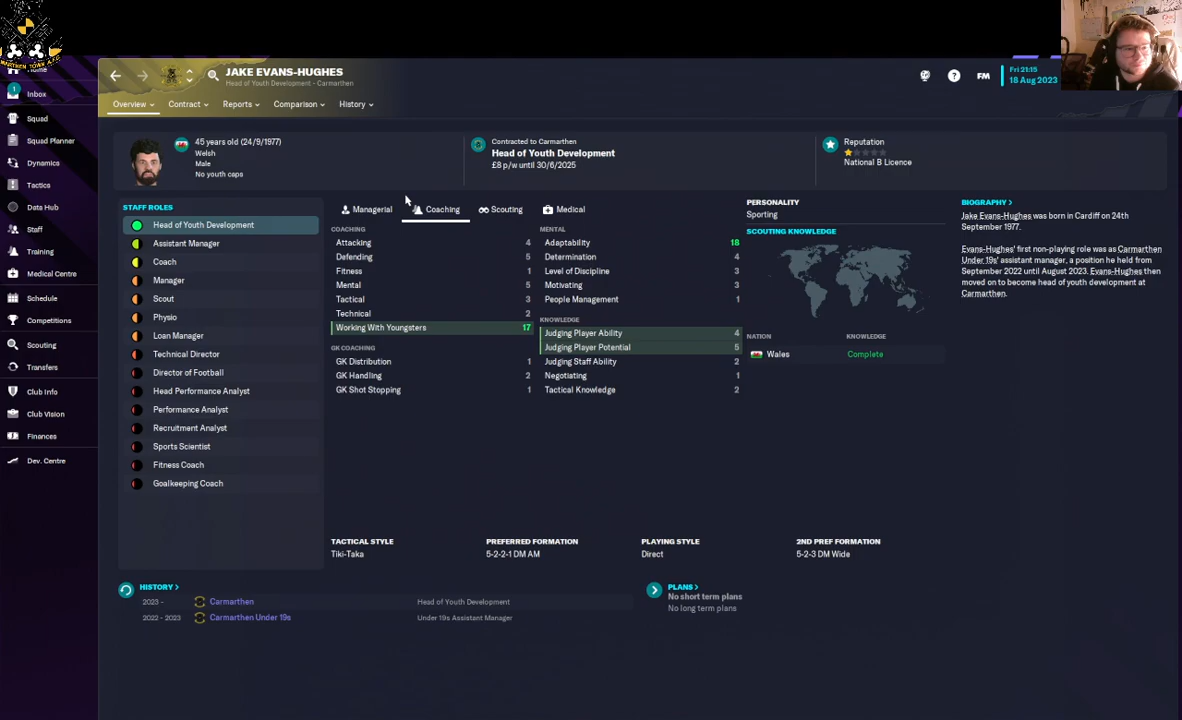 JAKE EVANS-HUGHES
Head of Youth Development - Carmarthen
FM
Fri 21:15
18 Aug 2023
Home
1
Inbox
Squad
Squad Planner
Dynamics
Tactics
Data Hub
Staff
Training
Medical Centre
Schedule
Competitions
Scouting
Transfers
Club Info
Club Vision
Finances
Dev. Centre
Overview
Contract
Reports
Comparison
History
45 years old (24/9/1977)
Welsh
Male
No youth caps
Contracted to Carmarthen
Head of Youth Development
£8 p/w until 30/6/2025
Reputation
National B Licence
STAFF ROLES
Head of Youth Development
Assistant Manager
Coach
Manager
Scout
Physio
Loan Manager
Technical Director
Director of Football
Head Performance Analyst
Performance Analyst
Recruitment Analyst
Sports Scientist
Fitness Coach
Goalkeeping Coach
Managerial
Coaching
Scouting
Medical
COACHING
Attacking 4
Defending 5
Fitness 1
Mental 5
Tactical 3
Technical 2
Working With Youngsters 17
GK COACHING
GK Distribution 1
GK Handling 2
GK Shot Stopping 1
MENTAL
Adaptability 18
Determination 4
Level of Discipline 3
Motivating 3
People Management 1
KNOWLEDGE
Judging Player Ability 4
Judging Player Potential 5
Judging Staff Ability 2
Negotiating 1
Tactical Knowledge 2
PERSONALITY
Sporting
SCOUTING KNOWLEDGE
NATION KNOWLEDGE
Wales Complete
BIOGRAPHY >
Jake Evans-Hughes was born in Cardiff on 24th
September 1977.
Evans-Hughes' first non-playing role was as Carmarthen
Under 19s' assistant manager, a position he held from
September 2022 until August 2023. Evans-Hughes then
moved on to become head of youth development at
Carmarthen.
TACTICAL STYLE
Tiki-Taka
PREFERRED FORMATION
5-2-2-1 DM AM
PLAYING STYLE
Direct
2ND PREF FORMATION
5-2-3 DM Wide
HISTORY >
2023 - Carmarthen Head of Youth Development
2022 - 2023 Carmarthen Under 19s Under 19s Assistant Manager
PLANS >
No short term plans
No long term plans